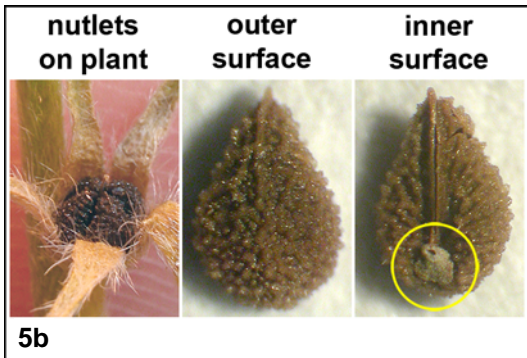 nutlets
on plant
outer
surface
inner
surface
5b